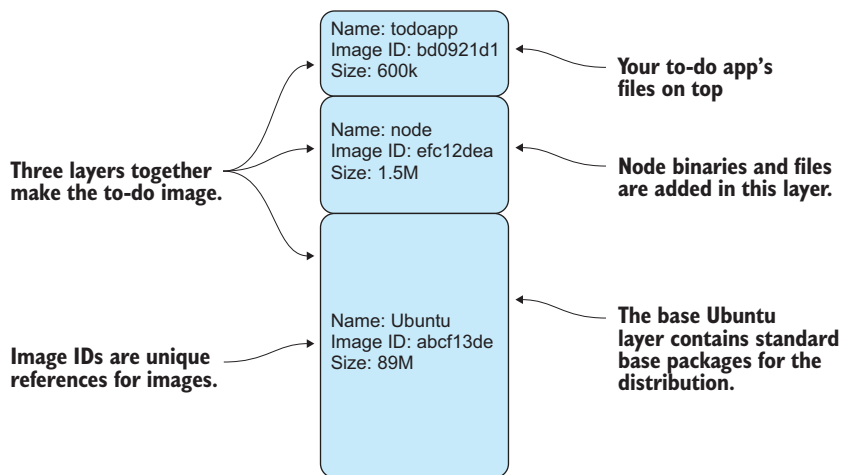 Name: todoapp
Image ID: bd0921d1
Size: 600k
Your to-do app's
files on top
Name: node
Image ID: efc12dea
Size: 1.5M
Three layers together
make the to-do image.
Node binaries and files
are added in this layer.
Name: Ubuntu
Image ID: abcf13de
Size: 89M
Image IDs are unique
references for images.
The base Ubuntu
layer contains standard
base packages for the
distribution.